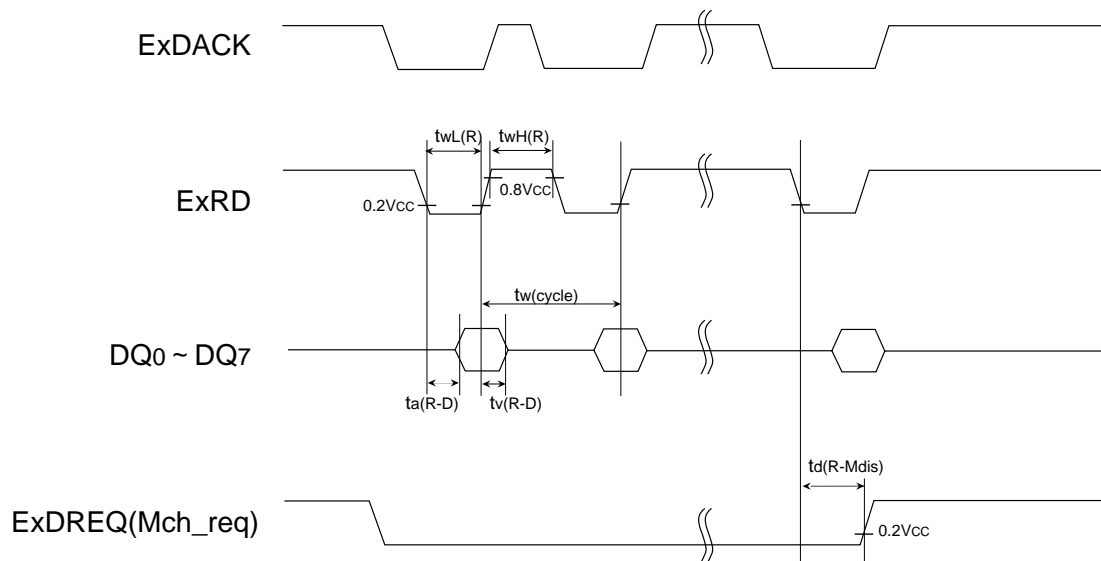 ExDACK
twL(R) twH(R)
ExRD
0.2VCC
0.8VCC
tw(cycle)
DQ0 ~ DQ7
ta(R-D) tv(R-D)
td(R-Mdis)
ExDREQ(Mch_req)
0.2VCC